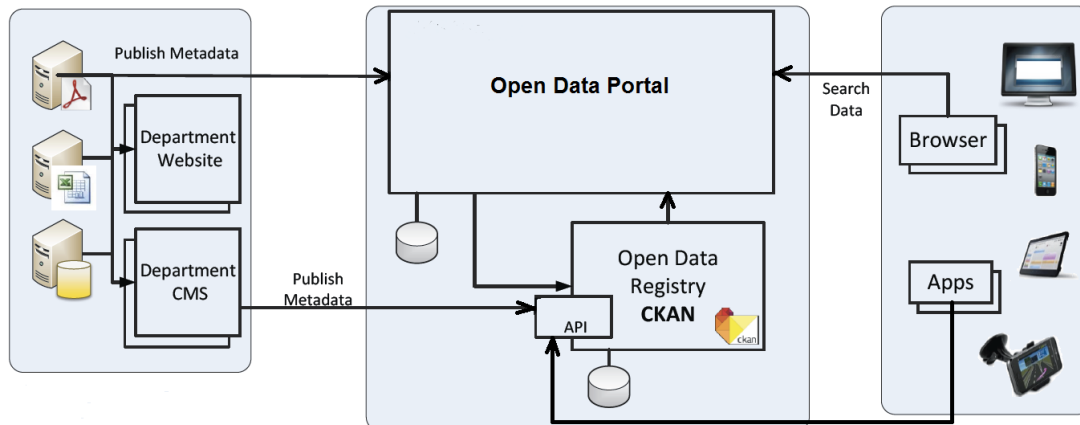 Publish Metadata
Department
Website
Department
CMS
Publish
Metadata
Open Data Portal
Open Data
Registry
CKAN
API
ckan
Search
Data
Browser
Apps